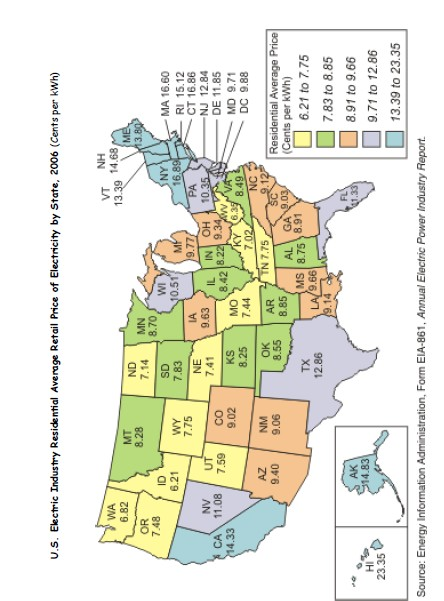 U.S. Electric Industry Residential Average Retail Price of Electricity by State, 2006 (Cents per kWh)
WA
6.82
OR
7.48
CA
14.33
NV
11.08
ID
6.21
MT
8.28
WY
7.75
UT
7.59
AZ
9.40
CO
9.02
NM
9.06
ND
7.14
SD
7.83
NE
7.41
KS
8.25
OK
8.55
TX
12.86
MN
8.70
IA
9.63
MO
7.44
AR
8.85
LA
9.14
WI
10.51
IL
8.42
MI
9.77
IN
8.22
OH
9.34
KY
7.02
TN 7.75
MS
9.66
AL
8.75
GA
8.91
FL
11.33
SC
9.03
NC
9.12
VA
8.49
WV
6.35
PA
10.35
NY
16.89
VT
13.39
NH
14.68
ME
13.80
MA 16.60
RI 15.12
CT 16.86
NJ 12.84
DE 11.85
MD 9.71
DC 9.88
HI
23.35
AK
14.83
Residential Average Price
(Cents per kWh)
6.21 to 7.75
7.83 to 8.85
8.91 to 9.66
9.71 to 12.86
13.39 to 23.35
Source: Energy Information Administration, Form EIA-861, Annual Electric Power Industry Report.